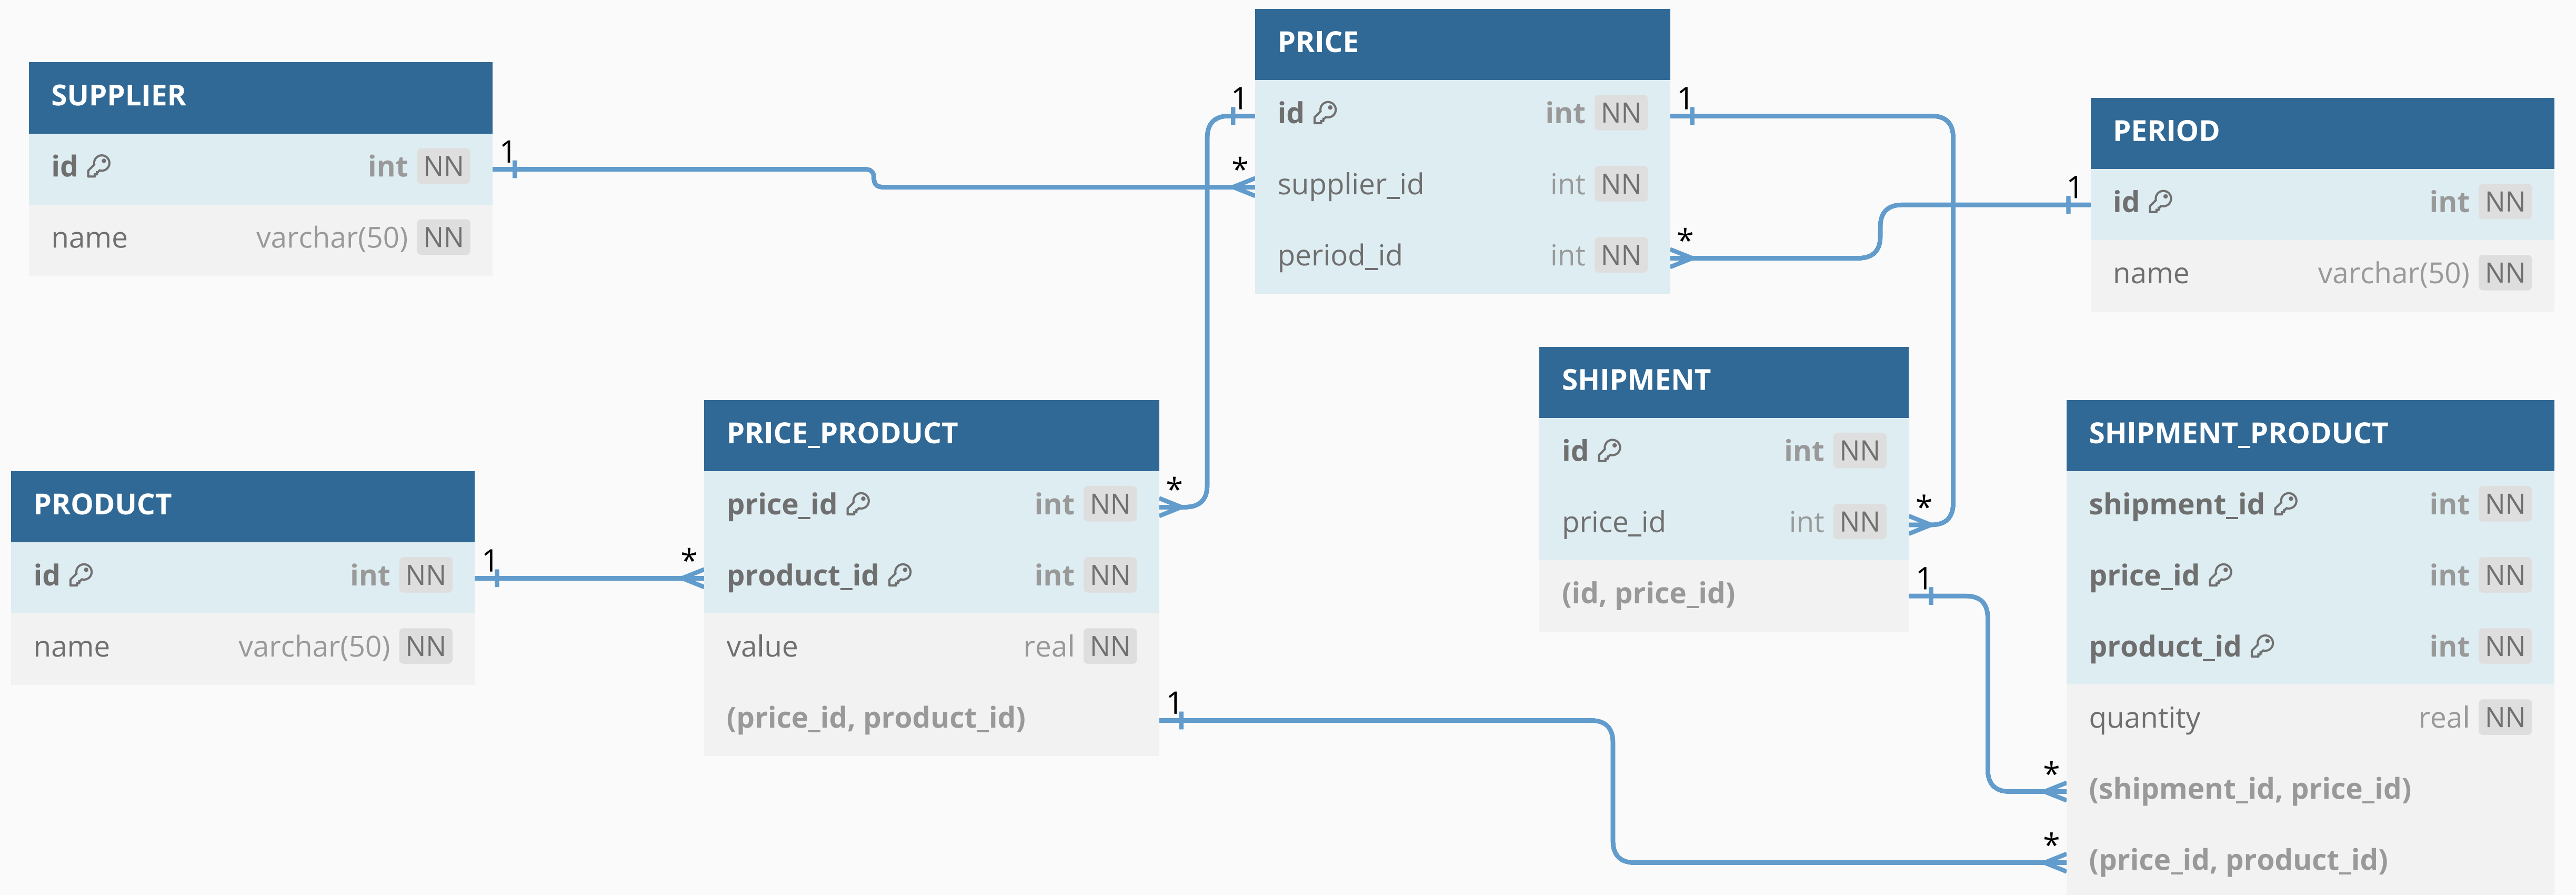 SUPPLIER
id int NN
name varchar(50) NN
PRICE
1 id int NN 1
1
* supplier_id int NN
period_id int NN *
PERIOD
1 id int NN
name varchar(50) NN
PRODUCT
id int NN 1
name varchar(50) NN
PRICE_PRODUCT
price_id int NN *
* product_id int NN
value real NN
(price_id, product_id) 1
SHIPMENT
id int NN
price_id int NN *
(id, price_id) 1
SHIPMENT_PRODUCT
shipment_id int NN
price_id int NN
product_id int NN
quantity real NN
* (shipment_id, price_id)
* (price_id, product_id)